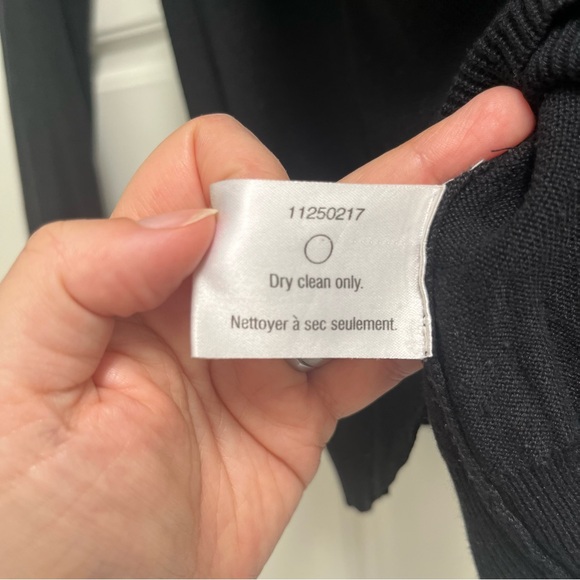 11250217
Dry clean only.
Nettoyer à sec seulement.